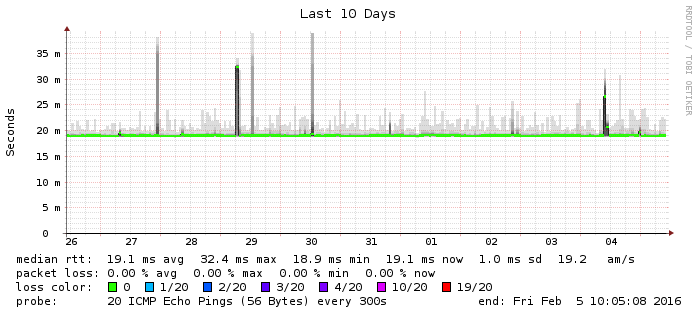 Last 10 Days
RRDTOOL / TOBI OETIKER
Seconds
35 m
30 m
25 m
20 m
15 m
10 m
5 m
0
26 27 28 29 30 31 01 02 03 04
median rtt: 19.1 ms avg 32.4 ms max 18.9 ms min 19.1 ms now 1.0 ms sd 19.2 am/s
packet loss: 0.00 % avg 0.00 % max 0.00 % min 0.00 % now
loss color: 0 1/20 2/20 3/20 4/20 10/20 19/20
probe: 20 ICMP Echo Pings (56 Bytes) every 300s end: Fri Feb 5 10:05:08 2016